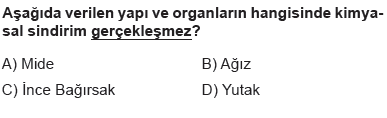 Aşağıda verilen yapı ve organların hangisinde kimya-
sal sindirim gerçekleşmez?
A) Mide B) Ağız
C) İnce Bağırsak D) Yutak